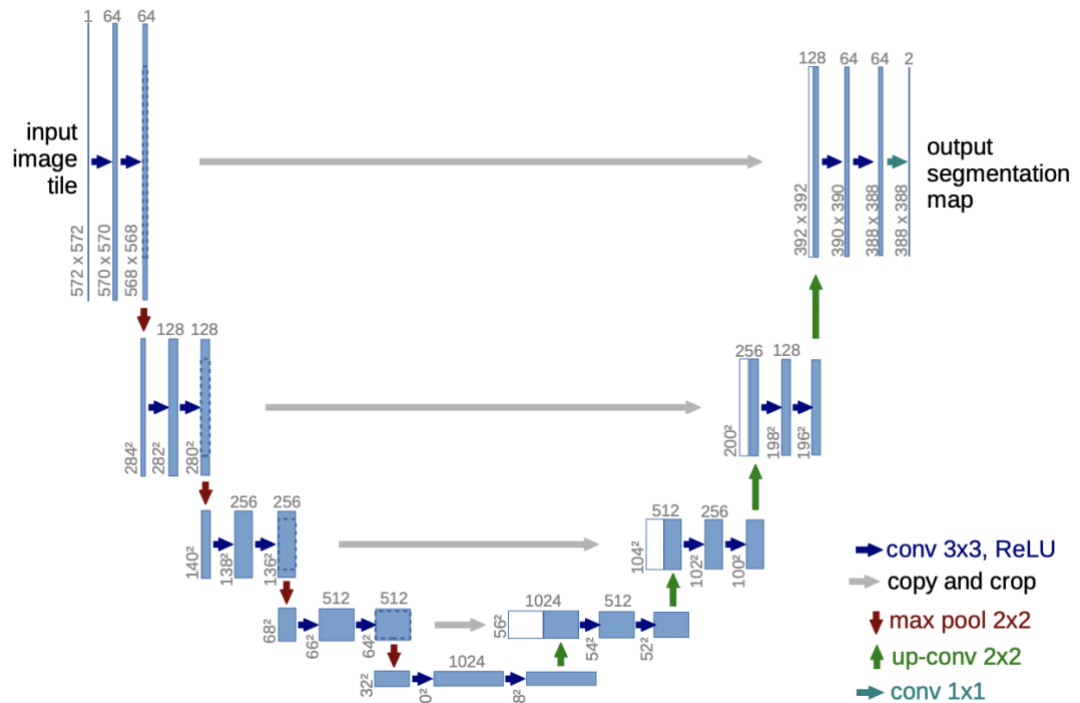 1 64 64
input
image
tile
572 x 572
570 x 570
568 x 568
128 64 64 2
output
segmentation
map
392 x 392
390 x 390
388 x 388
388 x 388
128 128
284²
282²
280²
256 128
200²
198²
196²
256 256
140²
138²
136²
512 256
104²
102²
100²
512 512
68²
66²
64²
1024 512
56²
54²
52²
1024
32²
0²
8²
conv 3x3, ReLU
copy and crop
max pool 2x2
up-conv 2x2
conv 1x1